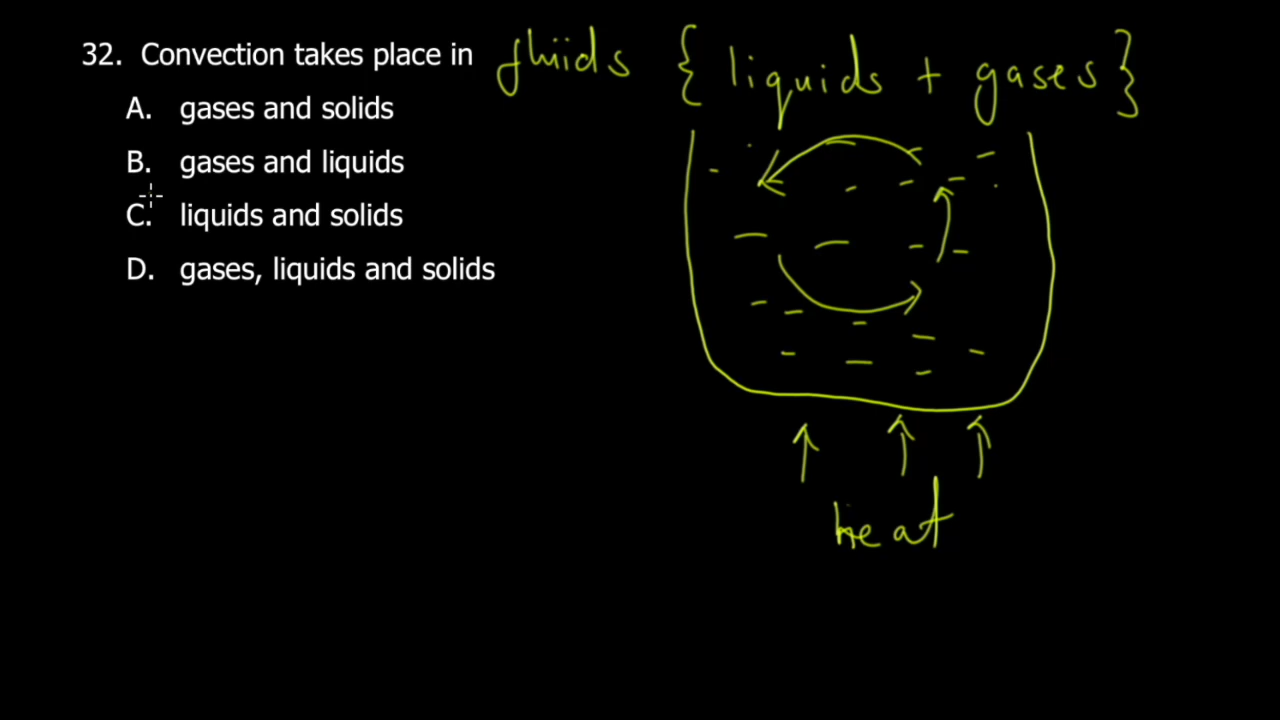 32. Convection takes place in fluids { liquids + gases }
A. gases and solids
B. gases and liquids
C. liquids and solids
D. gases, liquids and solids
heat